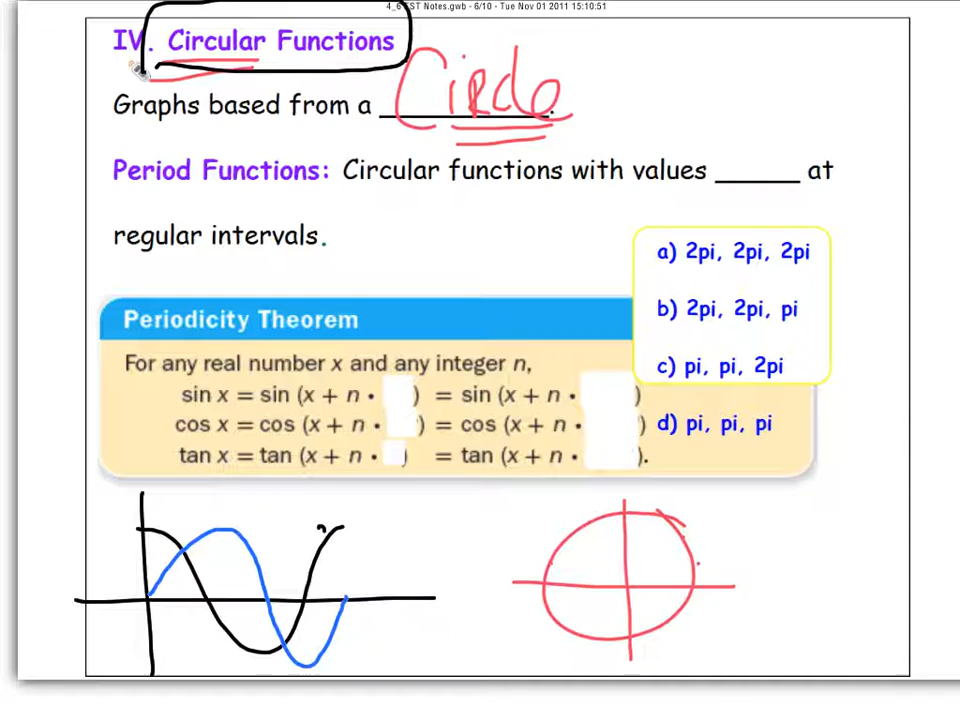 4_6 FST Notes.gwb - 6/10 - Tue Nov 01 2011 15:10:51
IV. Circular Functions
Graphs based from a Circle.
Period Functions: Circular functions with values ______ at
regular intervals.
a) 2pi, 2pi, 2pi
b) 2pi, 2pi, pi
c) pi, pi, 2pi
d) pi, pi, pi
Periodicity Theorem
For any real number x and any integer n,
sin x = sin (x + n • ) = sin (x + n • )
cos x = cos (x + n • ) = cos (x + n • )
tan x = tan (x + n • ) = tan (x + n • ).